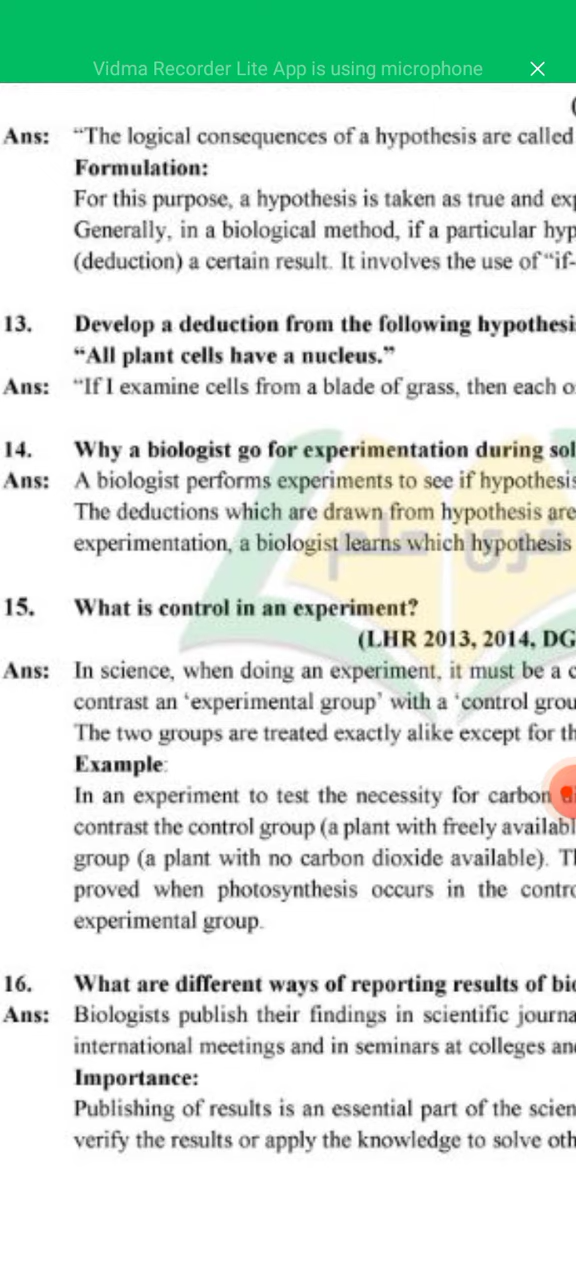 Vidma Recorder Lite App is using microphone
(
Ans: “The logical consequences of a hypothesis are called
Formulation:
For this purpose, a hypothesis is taken as true and exp
Generally, in a biological method, if a particular hyp
(deduction) a certain result. It involves the use of “if-
13. Develop a deduction from the following hypothesi
“All plant cells have a nucleus.”
Ans: “If I examine cells from a blade of grass, then each o
14. Why a biologist go for experimentation during sol
Ans: A biologist performs experiments to see if hypothesis
The deductions which are drawn from hypothesis are
experimentation, a biologist learns which hypothesis
15. What is control in an experiment?
(LHR 2013, 2014, DG
Ans: In science, when doing an experiment, it must be a c
contrast an ‘experimental group’ with a ‘control grou
The two groups are treated exactly alike except for th
Example:
In an experiment to test the necessity for carbon di
contrast the control group (a plant with freely availabl
group (a plant with no carbon dioxide available). Th
proved when photosynthesis occurs in the contro
experimental group.
16. What are different ways of reporting results of bio
Ans: Biologists publish their findings in scientific journa
international meetings and in seminars at colleges and
Importance:
Publishing of results is an essential part of the scien
verify the results or apply the knowledge to solve oth